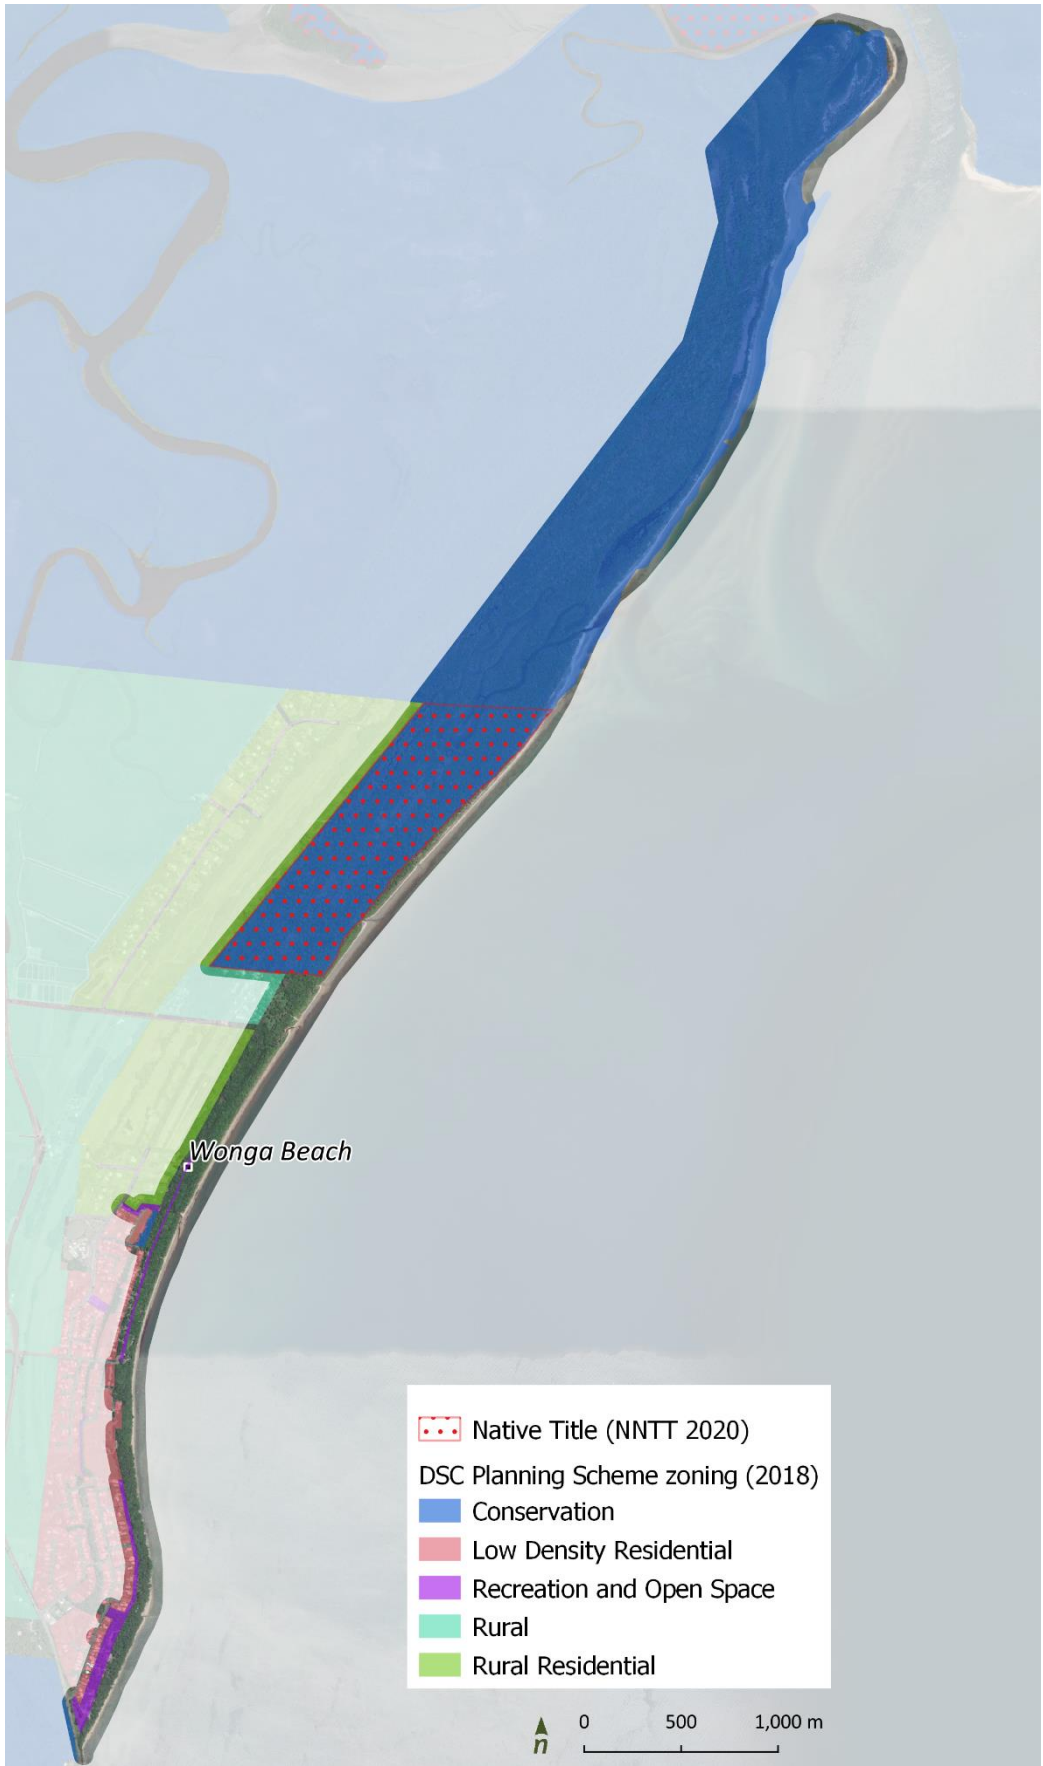 Wonga Beach
Native Title (NNTT 2020)
DSC Planning Scheme zoning (2018)
Conservation
Low Density Residential
Recreation and Open Space
Rural
Rural Residential
0 500 1,000 m
n